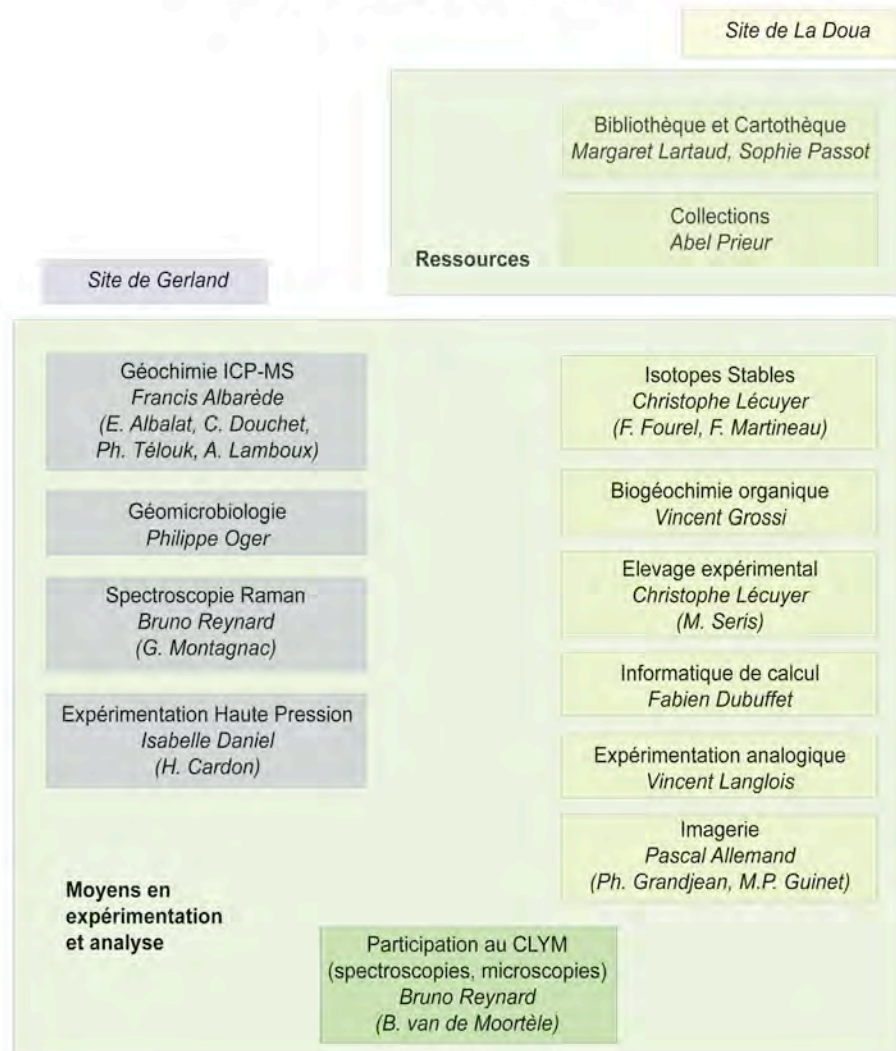 Site de La Doua
Bibliothèque et Cartothèque
Margaret Lartaud, Sophie Passot
Collections
Abel Prieur
Ressources
Site de Gerland
Géochimie ICP-MS
Francis Albarède
(E. Albalat, C. Douchet,
Ph. Télouk, A. Lamboux)
Géomicrobiologie
Philippe Oger
Spectroscopie Raman
Bruno Reynard
(G. Montagnac)
Expérimentation Haute Pression
Isabelle Daniel
(H. Cardon)
Isotopes Stables
Christophe Lécuyer
(F. Fourel, F. Martineau)
Biogéochimie organique
Vincent Grossi
Elevage expérimental
Christophe Lécuyer
(M. Seris)
Informatique de calcul
Fabien Dubuffet
Expérimentation analogique
Vincent Langlois
Imagerie
Pascal Allemand
(Ph. Grandjean, M.P. Guinet)
Moyens en
expérimentation
et analyse
Participation au CLYM
(spectroscopies, microscopies)
Bruno Reynard
(B. van de Moortèle)